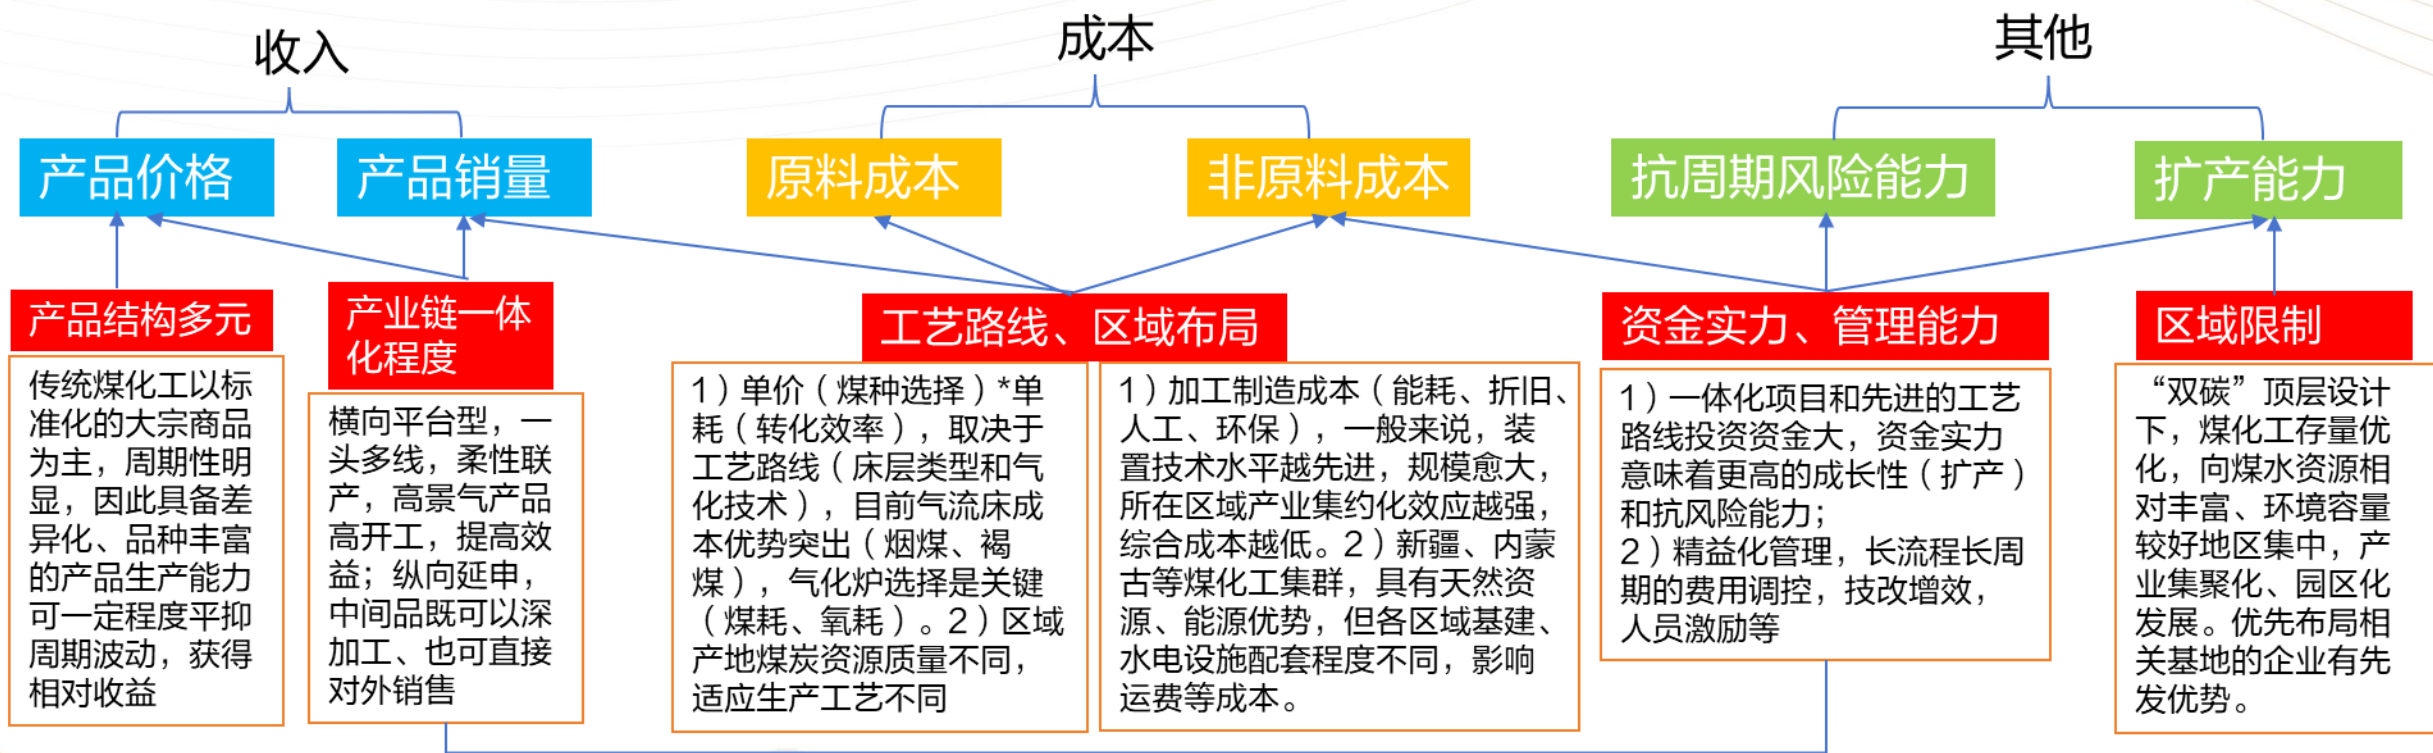 收入
成本
其他
产品价格
产品销量
原料成本
非原料成本
抗周期风险能力
扩产能力
产品结构多元
传统煤化工以标
准化的大宗商品
为主，周期性明
显，因此具备差
异化、品种丰富
的产品生产能力
可一定程度平抑
周期波动，获得
相对收益
产业链一体
化程度
横向平台型，一
头多线，柔性联
产，高景气产品
高开工，提高效
益；纵向延申，
中间品既可以深
加工、也可直接
对外销售
工艺路线、区域布局
1）单价（煤种选择）*单
耗（转化效率），取决于
工艺路线（床层类型和气
化技术），目前气流床成
本优势突出（烟煤、褐
煤），气化炉选择是关键
（煤耗、氧耗）。2）区域
产地煤炭资源质量不同，
适应生产工艺不同
1）加工制造成本（能耗、折旧、
人工、环保），一般来说，装
置技术水平越先进，规模愈大，
所在区域产业集约化效应越强，
综合成本越低。2）新疆、内蒙
古等煤化工集群，具有天然资
源、能源优势，但各区域基建、
水电设施配套程度不同，影响
运费等成本。
资金实力、管理能力
1）一体化项目和先进的工艺
路线投资资金大，资金实力
意味着更高的成长性（扩产）
和抗风险能力；
2）精益化管理，长流程长周
期的费用调控，技改增效，
人员激励等
区域限制
“双碳”顶层设计
下，煤化工存量优
化，向煤水资源相
对丰富、环境容量
较好地区集中，产
业集聚化、园区化
发展。优先布局相
关基地的企业有先
发优势。